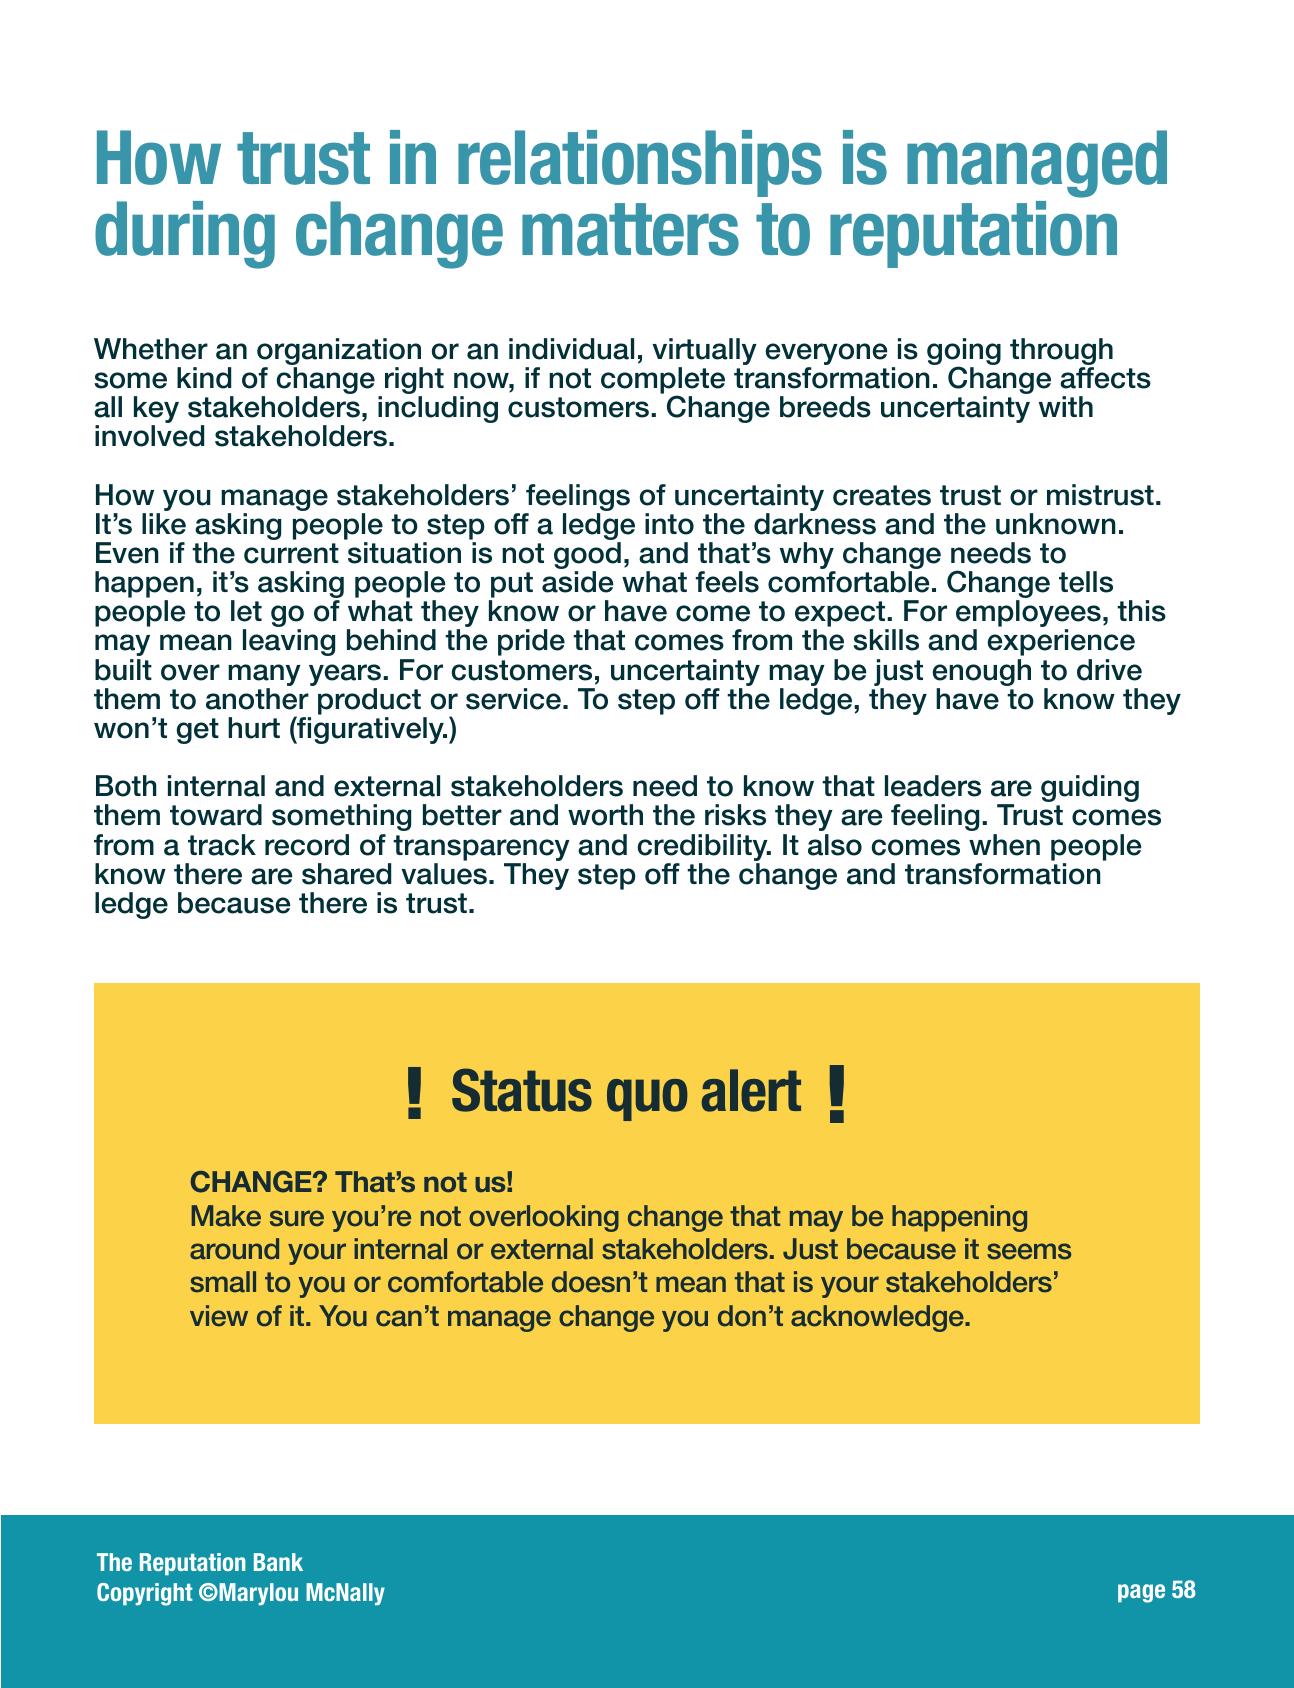 How trust in relationships is managed
during change matters to reputation
Whether an organization or an individual, virtually everyone is going through
some kind of change right now, if not complete transformation. Change affects
all key stakeholders, including customers. Change breeds uncertainty with
involved stakeholders.
How you manage stakeholders’ feelings of uncertainty creates trust or mistrust.
It’s like asking people to step off a ledge into the darkness and the unknown.
Even if the current situation is not good, and that’s why change needs to
happen, it’s asking people to put aside what feels comfortable. Change tells
people to let go of what they know or have come to expect. For employees, this
may mean leaving behind the pride that comes from the skills and experience
built over many years. For customers, uncertainty may be just enough to drive
them to another product or service. To step off the ledge, they have to know they
won’t get hurt (figuratively.)
Both internal and external stakeholders need to know that leaders are guiding
them toward something better and worth the risks they are feeling. Trust comes
from a track record of transparency and credibility. It also comes when people
know there are shared values. They step off the change and transformation
ledge because there is trust.
! Status quo alert !
CHANGE? That’s not us!
Make sure you’re not overlooking change that may be happening
around your internal or external stakeholders. Just because it seems
small to you or comfortable doesn’t mean that is your stakeholders’
view of it. You can’t manage change you don’t acknowledge.
The Reputation Bank
Copyright ©Marylou McNally
page 58